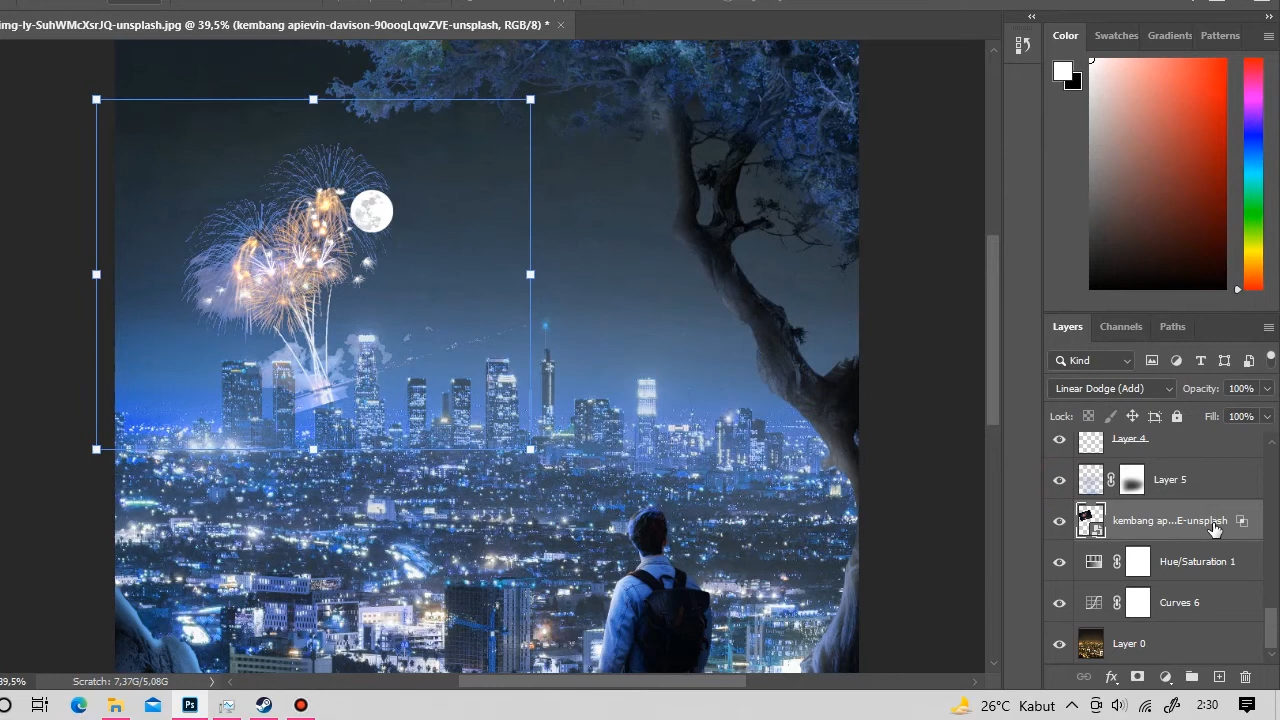 img-ly-SuhWMcXsrJQ-unsplash.jpg @ 39,5% (kembang apievin-davison-90ooqLqwZVE-unsplash, RGB/8) *
Color Swatches Gradients Patterns
Layers Channels Paths
Kind
Linear Dodge (Add) Opacity: 100%
Lock: Fill: 100%
Layer 4
Layer 5
kembang ap...E-unsplash
Hue/Saturation 1
Curves 6
Layer 0
39,5% Scratch: 7,37G/5,08G
Ps 26°C Kabut 2:30